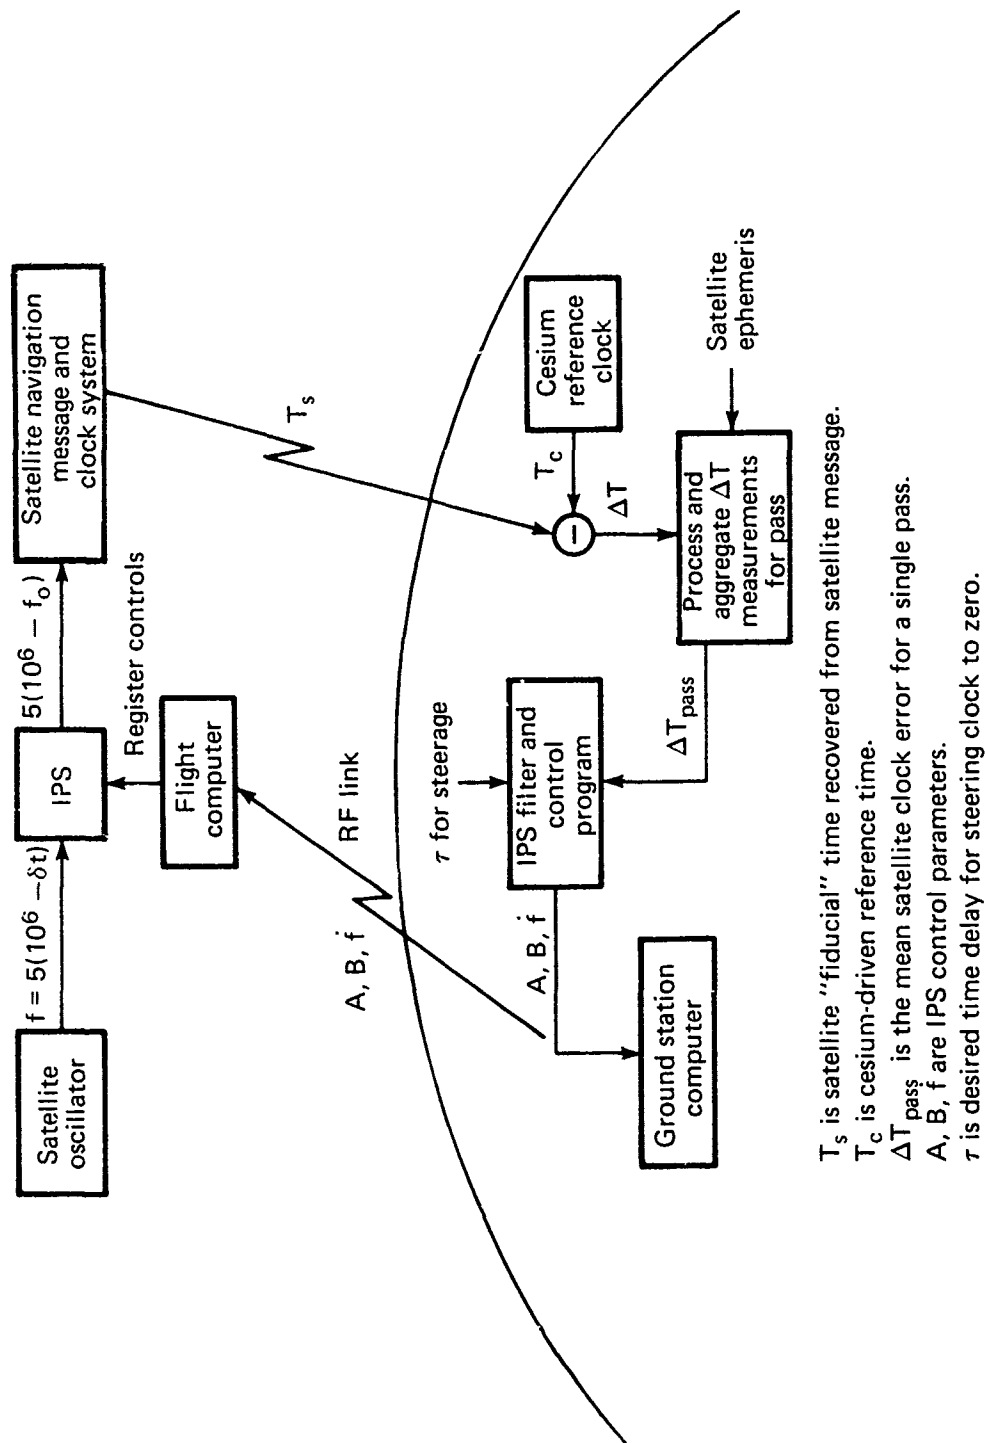 Satellite
oscillator
f = 5(10⁶ – δt)
IPS
5(10⁶ – fₒ)
Satellite navigation
message and
clock system
Register controls
Flight
computer
Tₛ
RF link
A, B, ḟ
τ for steerage
Cesium
reference
clock
T_c
−
ΔT
IPS filter and
control
program
A, B, ḟ
ΔT_pass
Process and
aggregate ΔT
measurements
for pass
Satellite
ephemeris
Ground station
computer
Tₛ is satellite "fiducial" time recovered from satellite message.
T_c is cesium-driven reference time.
ΔT_pass is the mean satellite clock error for a single pass.
A, B, ḟ are IPS control parameters.
τ is desired time delay for steering clock to zero.